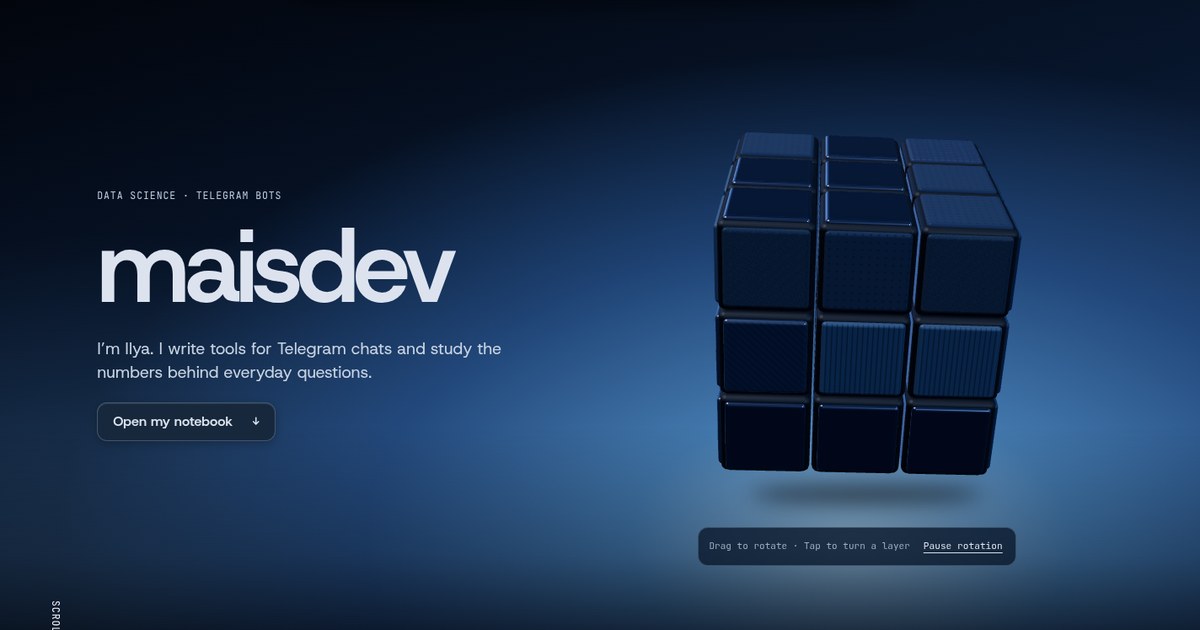 DATA SCIENCE · TELEGRAM BOTS
maisdev
I’m Ilya. I write tools for Telegram chats and study the
numbers behind everyday questions.
Open my notebook ↓
Drag to rotate · Tap to turn a layer Pause rotation